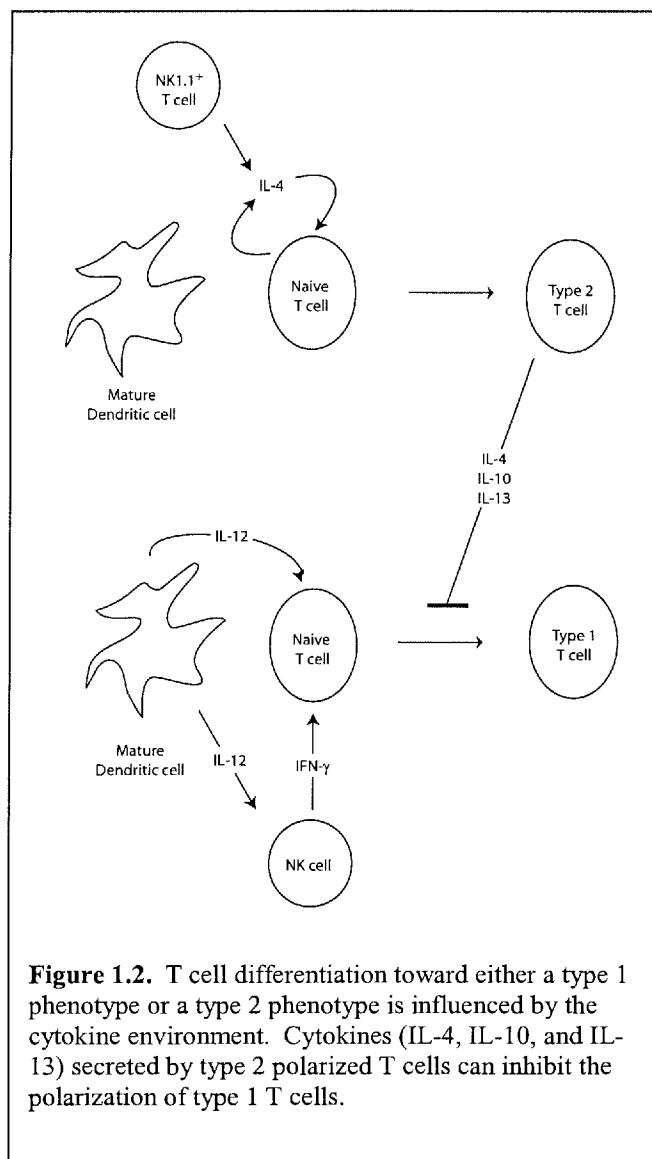 NK1.1+
T cell
IL-4
Naive
T cell
Type 2
T cell
Mature
Dendritic cell
IL-4
IL-10
IL-13
IL-12
Naive
T cell
Type 1
T cell
Mature
Dendritic cell
IL-12
IFN-γ
NK cell
Figure 1.2. T cell differentiation toward either a type 1
phenotype or a type 2 phenotype is influenced by the
cytokine environment. Cytokines (IL-4, IL-10, and IL-
13) secreted by type 2 polarized T cells can inhibit the
polarization of type 1 T cells.